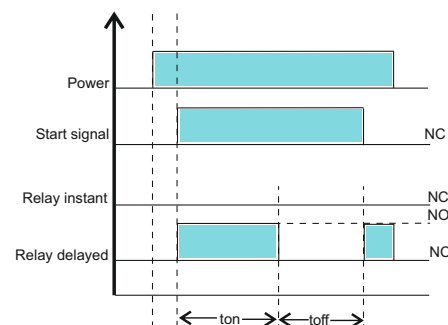 Power
Start signal NC
Relay instant NC
NO
Relay delayed NC
ton toff